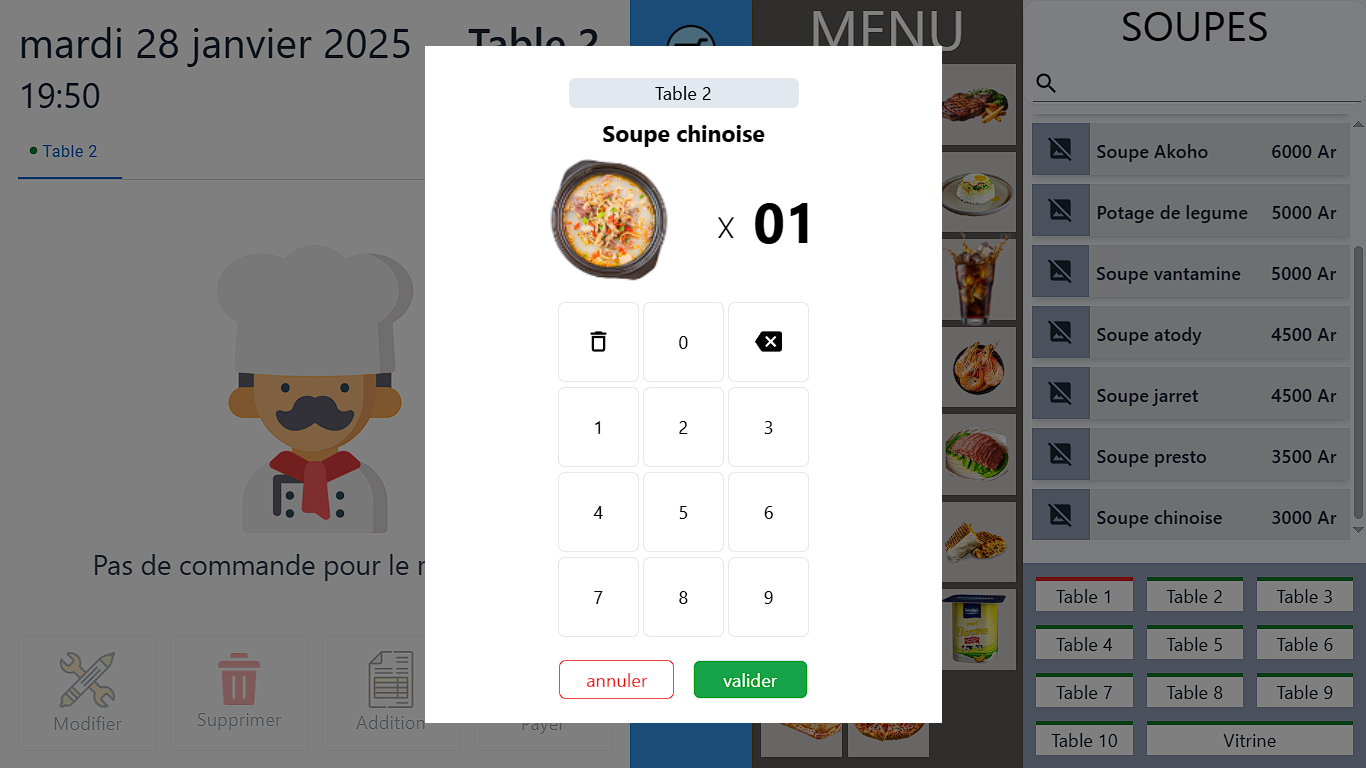 mardi 28 janvier 2025
Table 2
19:50
Table 2
Pas de commande pour le
Modifier
Supprimer
Addition
Payer
Table 2
Soupe chinoise
X 01
0
1 2 3
4 5 6
7 8 9
annuler valider
MENU
SOUPES
Soupe Akoho 6000 Ar
Potage de legume 5000 Ar
Soupe vantamine 5000 Ar
Soupe atody 4500 Ar
Soupe jarret 4500 Ar
Soupe presto 3500 Ar
Soupe chinoise 3000 Ar
Table 1 Table 2 Table 3
Table 4 Table 5 Table 6
Table 7 Table 8 Table 9
Table 10 Vitrine